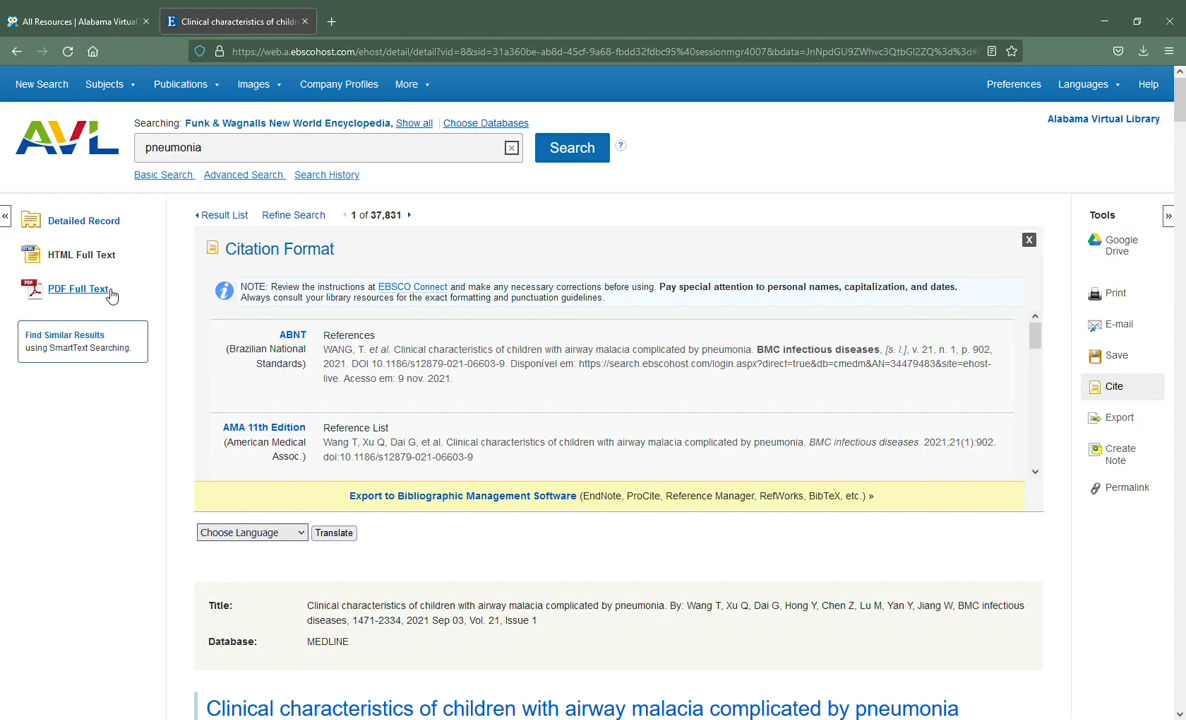 All Resources | Alabama Virtual
Clinical characteristics of childr
https://web.a.ebscohost.com/ehost/detail/detail?vid=8&sid=31a360be-ab8d-45cf-9a68-fbdd32fdbc95%40sessionmgr4007&bdata=JnNpdGU9ZWhvc3QtbGl2ZQ%3d%3d#
New Search Subjects Publications Images Company Profiles More Preferences Languages Help
AVL
Searching: Funk & Wagnalls New World Encyclopedia, Show all | Choose Databases
Alabama Virtual Library
pneumonia
Search
Basic Search Advanced Search Search History
« Detailed Record
HTML Full Text
PDF Full Text
Find Similar Results
using SmartText Searching.
Result List Refine Search 1 of 37,831
Citation Format
X
NOTE: Review the instructions at EBSCO Connect and make any necessary corrections before using. Pay special attention to personal names, capitalization, and dates.
Always consult your library resources for the exact formatting and punctuation guidelines.
ABNT
(Brazilian National
Standards)
References
WANG, T. et al. Clinical characteristics of children with airway malacia complicated by pneumonia. BMC infectious diseases, [s. l.], v. 21, n. 1, p. 902,
2021. DOI 10.1186/s12879-021-06603-9. Disponível em: https://search.ebscohost.com/login.aspx?direct=true&db=cmedm&AN=34479483&site=ehost-
live. Acesso em: 9 nov. 2021.
AMA 11th Edition
(American Medical
Assoc.)
Reference List
Wang T, Xu Q, Dai G, et al. Clinical characteristics of children with airway malacia complicated by pneumonia. BMC infectious diseases. 2021;21(1):902.
doi:10.1186/s12879-021-06603-9
Export to Bibliographic Management Software (EndNote, ProCite, Reference Manager, RefWorks, BibTeX, etc.) »
Choose Language Translate
Title: Clinical characteristics of children with airway malacia complicated by pneumonia. By: Wang T, Xu Q, Dai G, Hong Y, Chen Z, Lu M, Yan Y, Jiang W, BMC infectious
diseases, 1471-2334, 2021 Sep 03, Vol. 21, Issue 1
Database: MEDLINE
Clinical characteristics of children with airway malacia complicated by pneumonia
Tools »
Google
Drive
Print
E-mail
Save
Cite
Export
Create
Note
Permalink